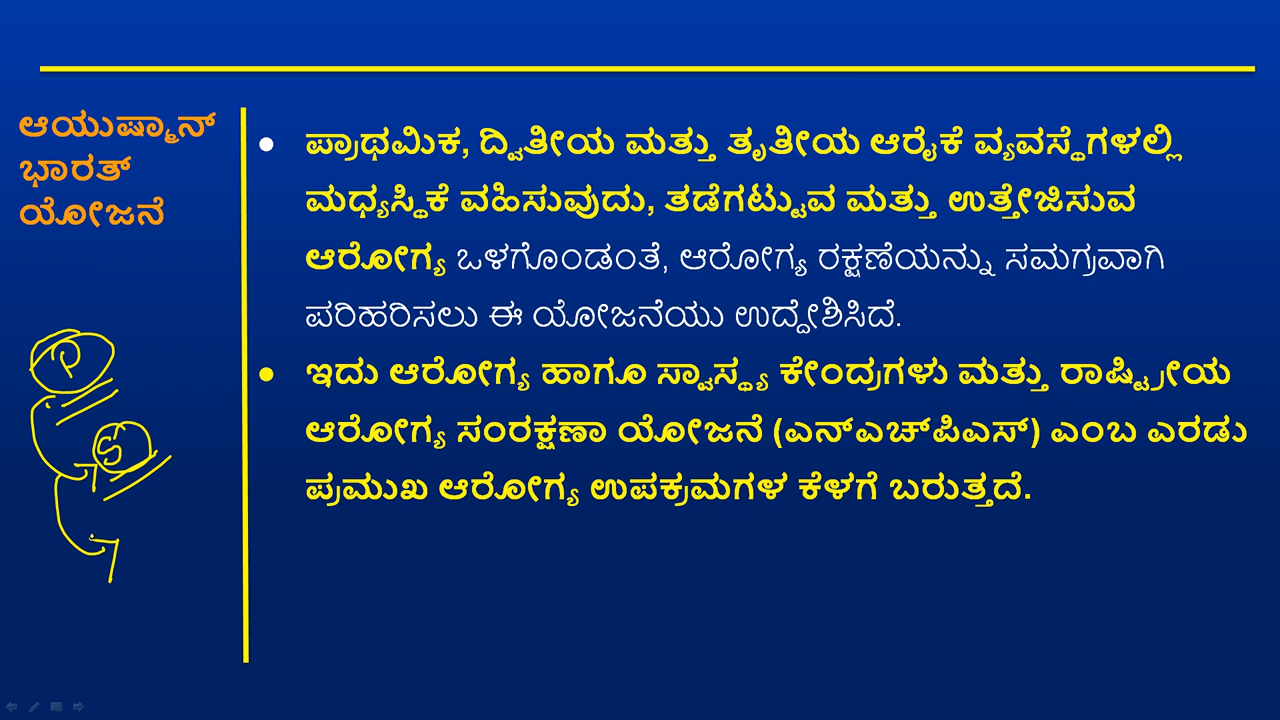 ಆಯುಷ್ಮಾನ್
ಭಾರತ್
ಯೋಜನೆ
ಪ್ರಾಥಮಿಕ, ದ್ವಿತೀಯ ಮತ್ತು ತೃತೀಯ ಆರೈಕೆ ವ್ಯವಸ್ಥೆಗಳಲ್ಲಿ
ಮಧ್ಯಸ್ಥಿಕೆ ವಹಿಸುವುದು, ತಡೆಗಟ್ಟುವ ಮತ್ತು ಉತ್ತೇಜಿಸುವ
ಆರೋಗ್ಯ ಒಳಗೊಂಡಂತೆ, ಆರೋಗ್ಯ ರಕ್ಷಣೆಯನ್ನು ಸಮಗ್ರವಾಗಿ
ಪರಿಹರಿಸಲು ಈ ಯೋಜನೆಯು ಉದ್ದೇಶಿಸಿದೆ.
ಇದು ಆರೋಗ್ಯ ಹಾಗೂ ಸ್ವಾಸ್ಥ್ಯ ಕೇಂದ್ರಗಳು ಮತ್ತು ರಾಷ್ಟ್ರೀಯ
ಆರೋಗ್ಯ ಸಂರಕ್ಷಣಾ ಯೋಜನೆ (ಎನ್‌ಎಚ್‌ಪಿಎಸ್) ಎಂಬ ಎರಡು
ಪ್ರಮುಖ ಆರೋಗ್ಯ ಉಪಕ್ರಮಗಳ ಕೆಳಗೆ ಬರುತ್ತದೆ.
P
S